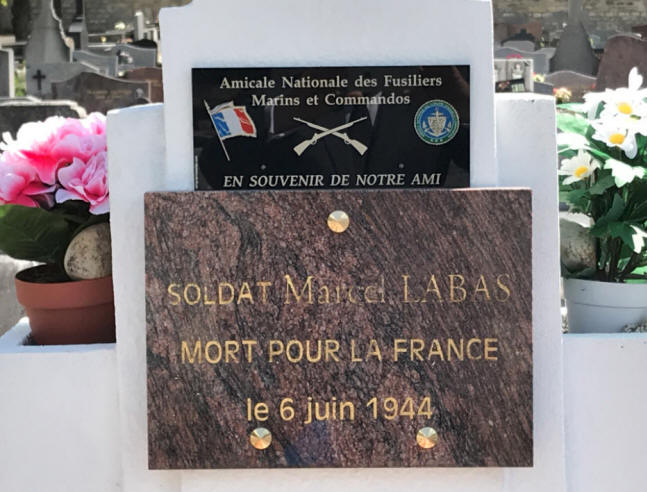 Amicale Nationale des Fusiliers
Marins et Commandos
EN SOUVENIR DE NOTRE AMI
SOLDAT Marcel LABAS
MORT POUR LA FRANCE
le 6 juin 1944